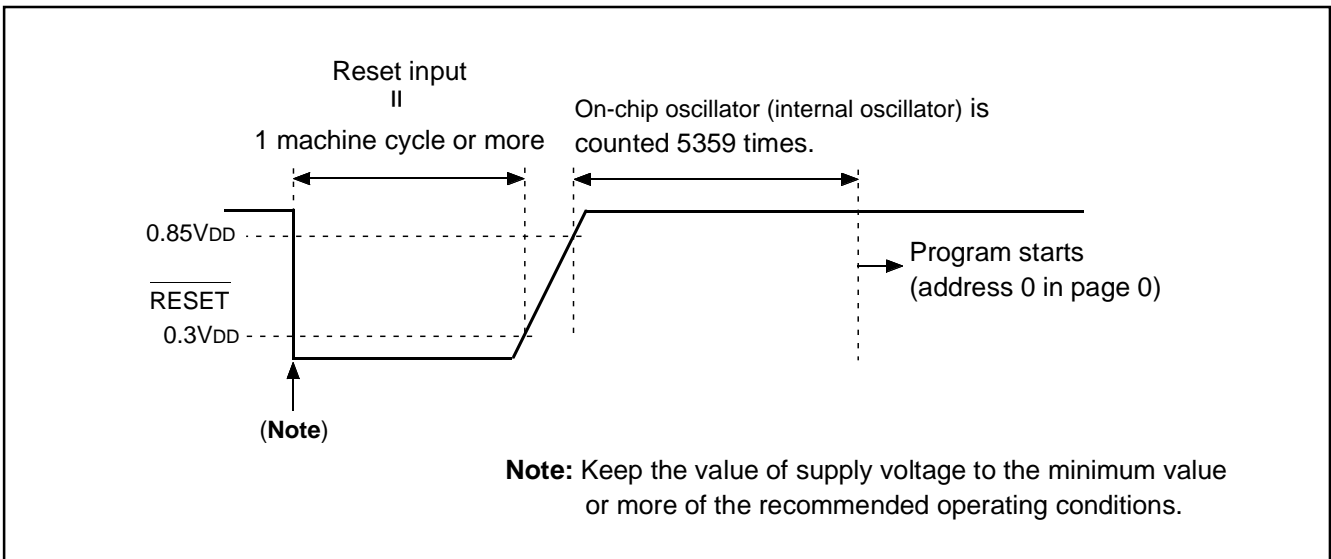 Reset input
=
1 machine cycle or more
On-chip oscillator (internal oscillator) is
counted 5359 times.
0.85VDD
Program starts
(address 0 in page 0)
RESET
0.3VDD
(Note)
Note: Keep the value of supply voltage to the minimum value
or more of the recommended operating conditions.